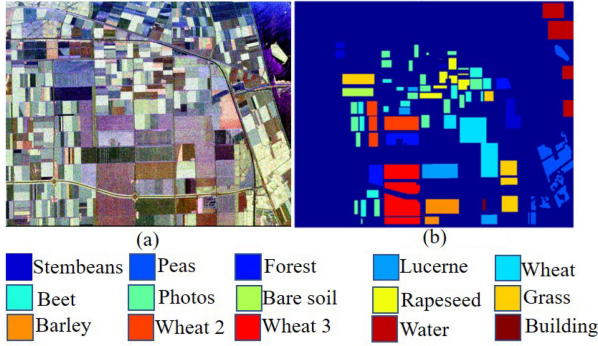 (a) (b)
Stembeans Peas Forest Lucerne Wheat
Beet Photos Bare soil Rapeseed Grass
Barley Wheat 2 Wheat 3 Water Building